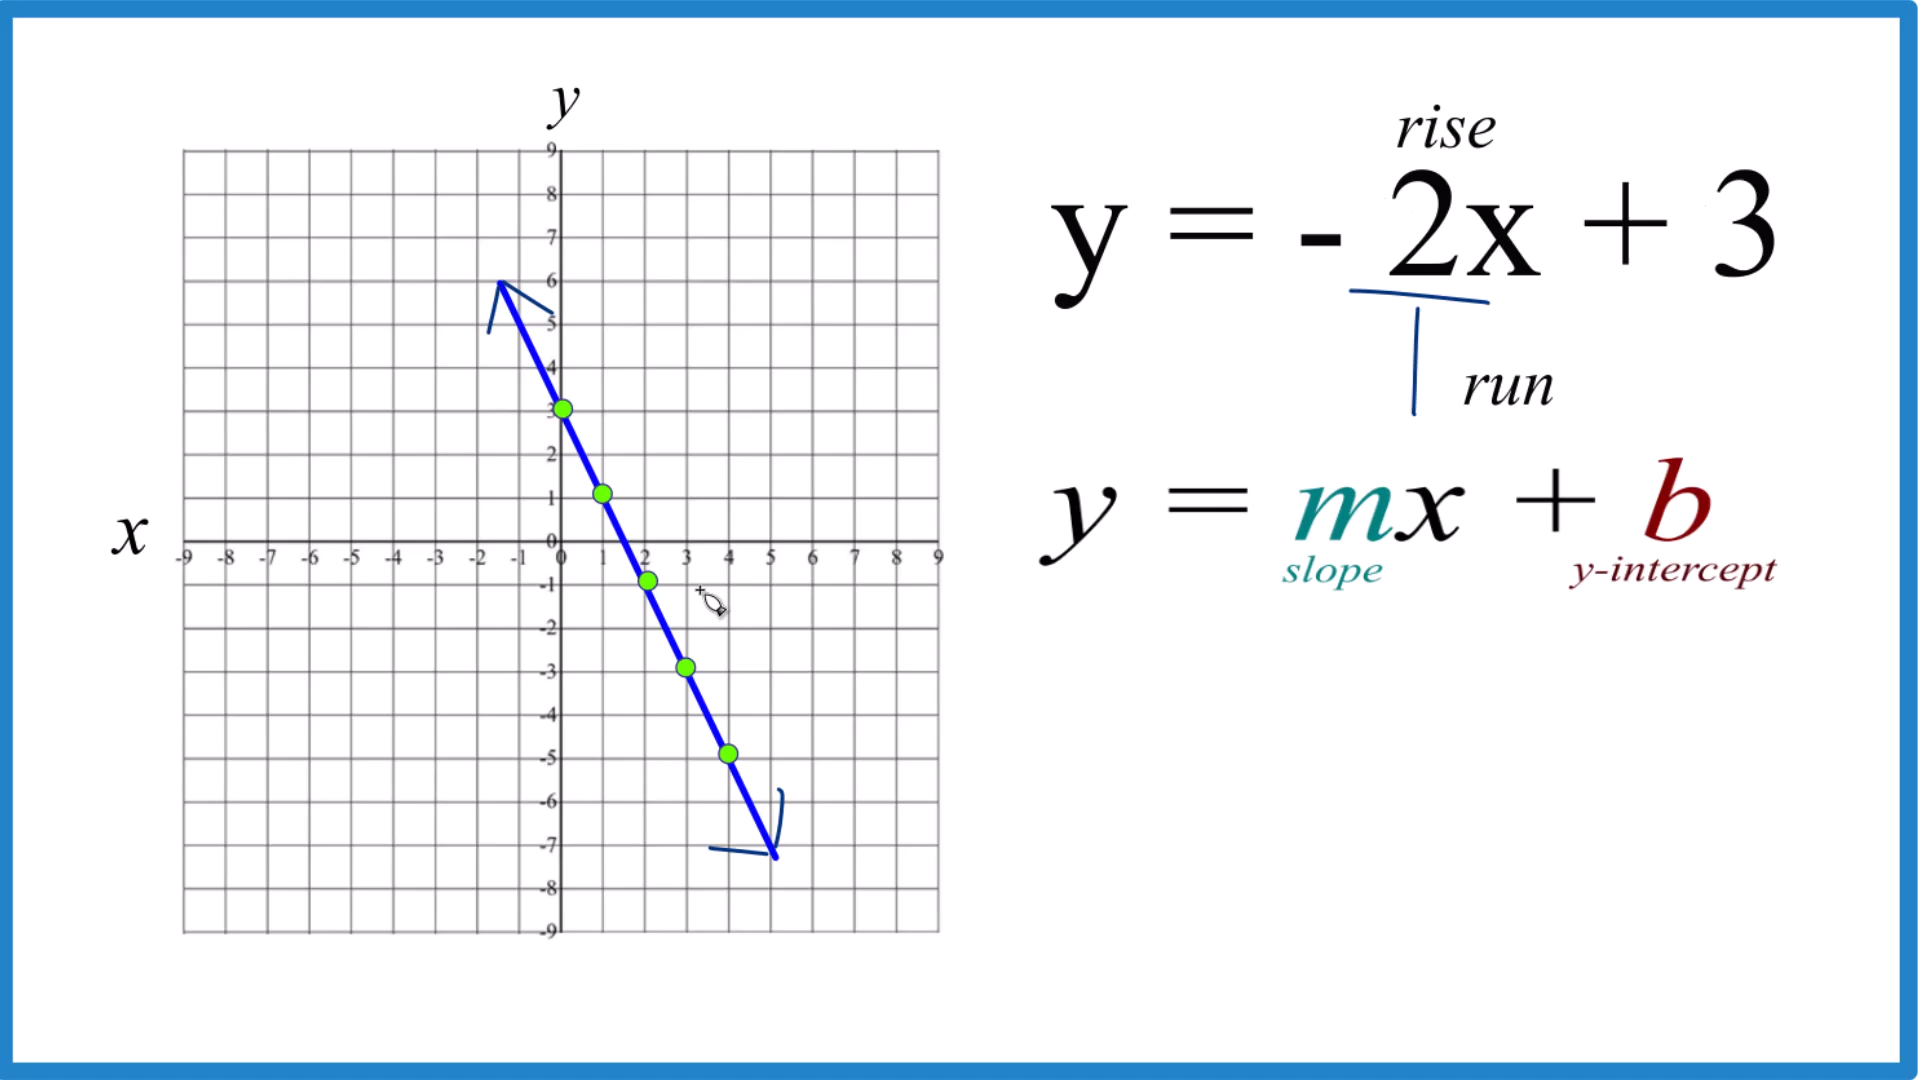 y
9
8
7
6
5
4
3
2
1
0
-1
-2
-3
-4
-5
-6
-7
-8
-9
x
-9 -8 -7 -6 -5 -4 -3 -2 -1 0 1 2 3 4 5 6 7 8 9
rise
y = - 2x + 3
1
run
y = mx + b
slope y-intercept